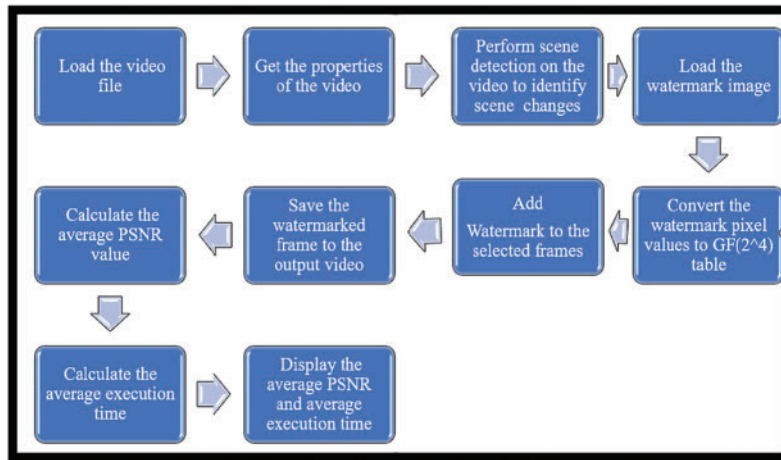 Load the video
file
Get the properties
of the video
Perform scene
detection on the
video to identify
scene changes
Load the
watermark image
Convert the
watermark pixel
values to GF(2^4)
table
Add
Watermark to the
selected frames
Save the
watermarked
frame to the
output video
Calculate the
average PSNR
value
Calculate the
average execution
time
Display the
average PSNR
and average
execution time